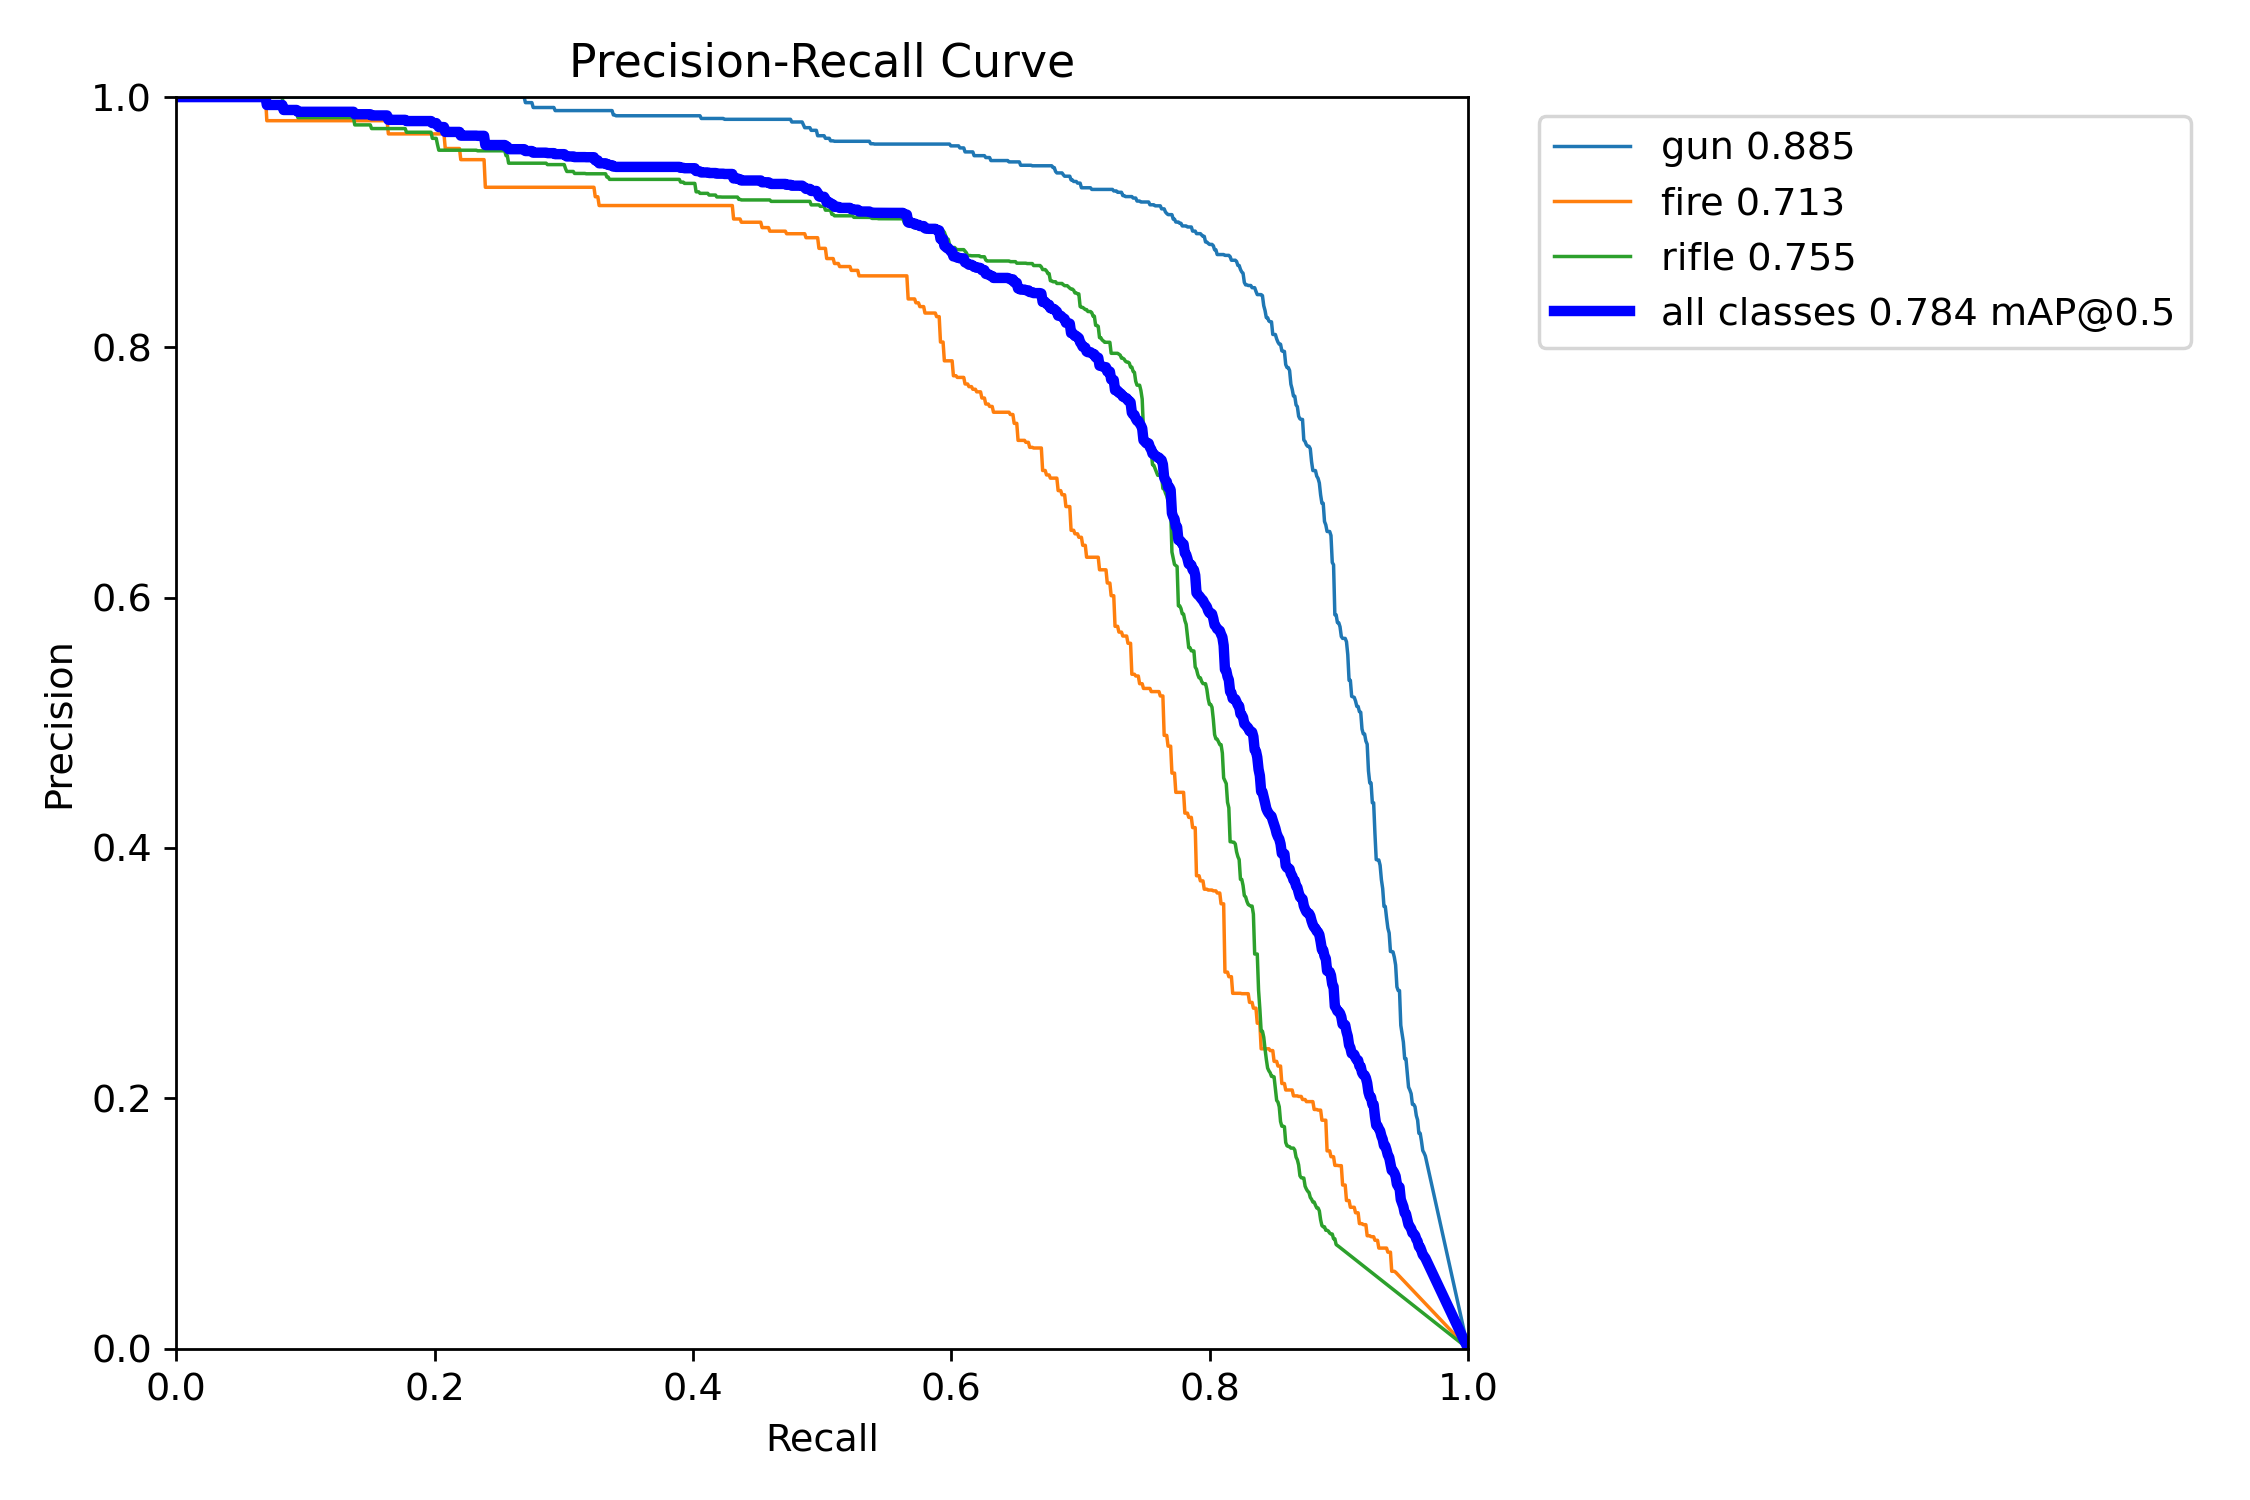 Precision-Recall Curve
1.0
0.8
0.6
0.4
0.2
0.0
Precision
0.0 0.2 0.4 0.6 0.8 1.0
Recall
gun 0.885
fire 0.713
rifle 0.755
all classes 0.784 mAP@0.5